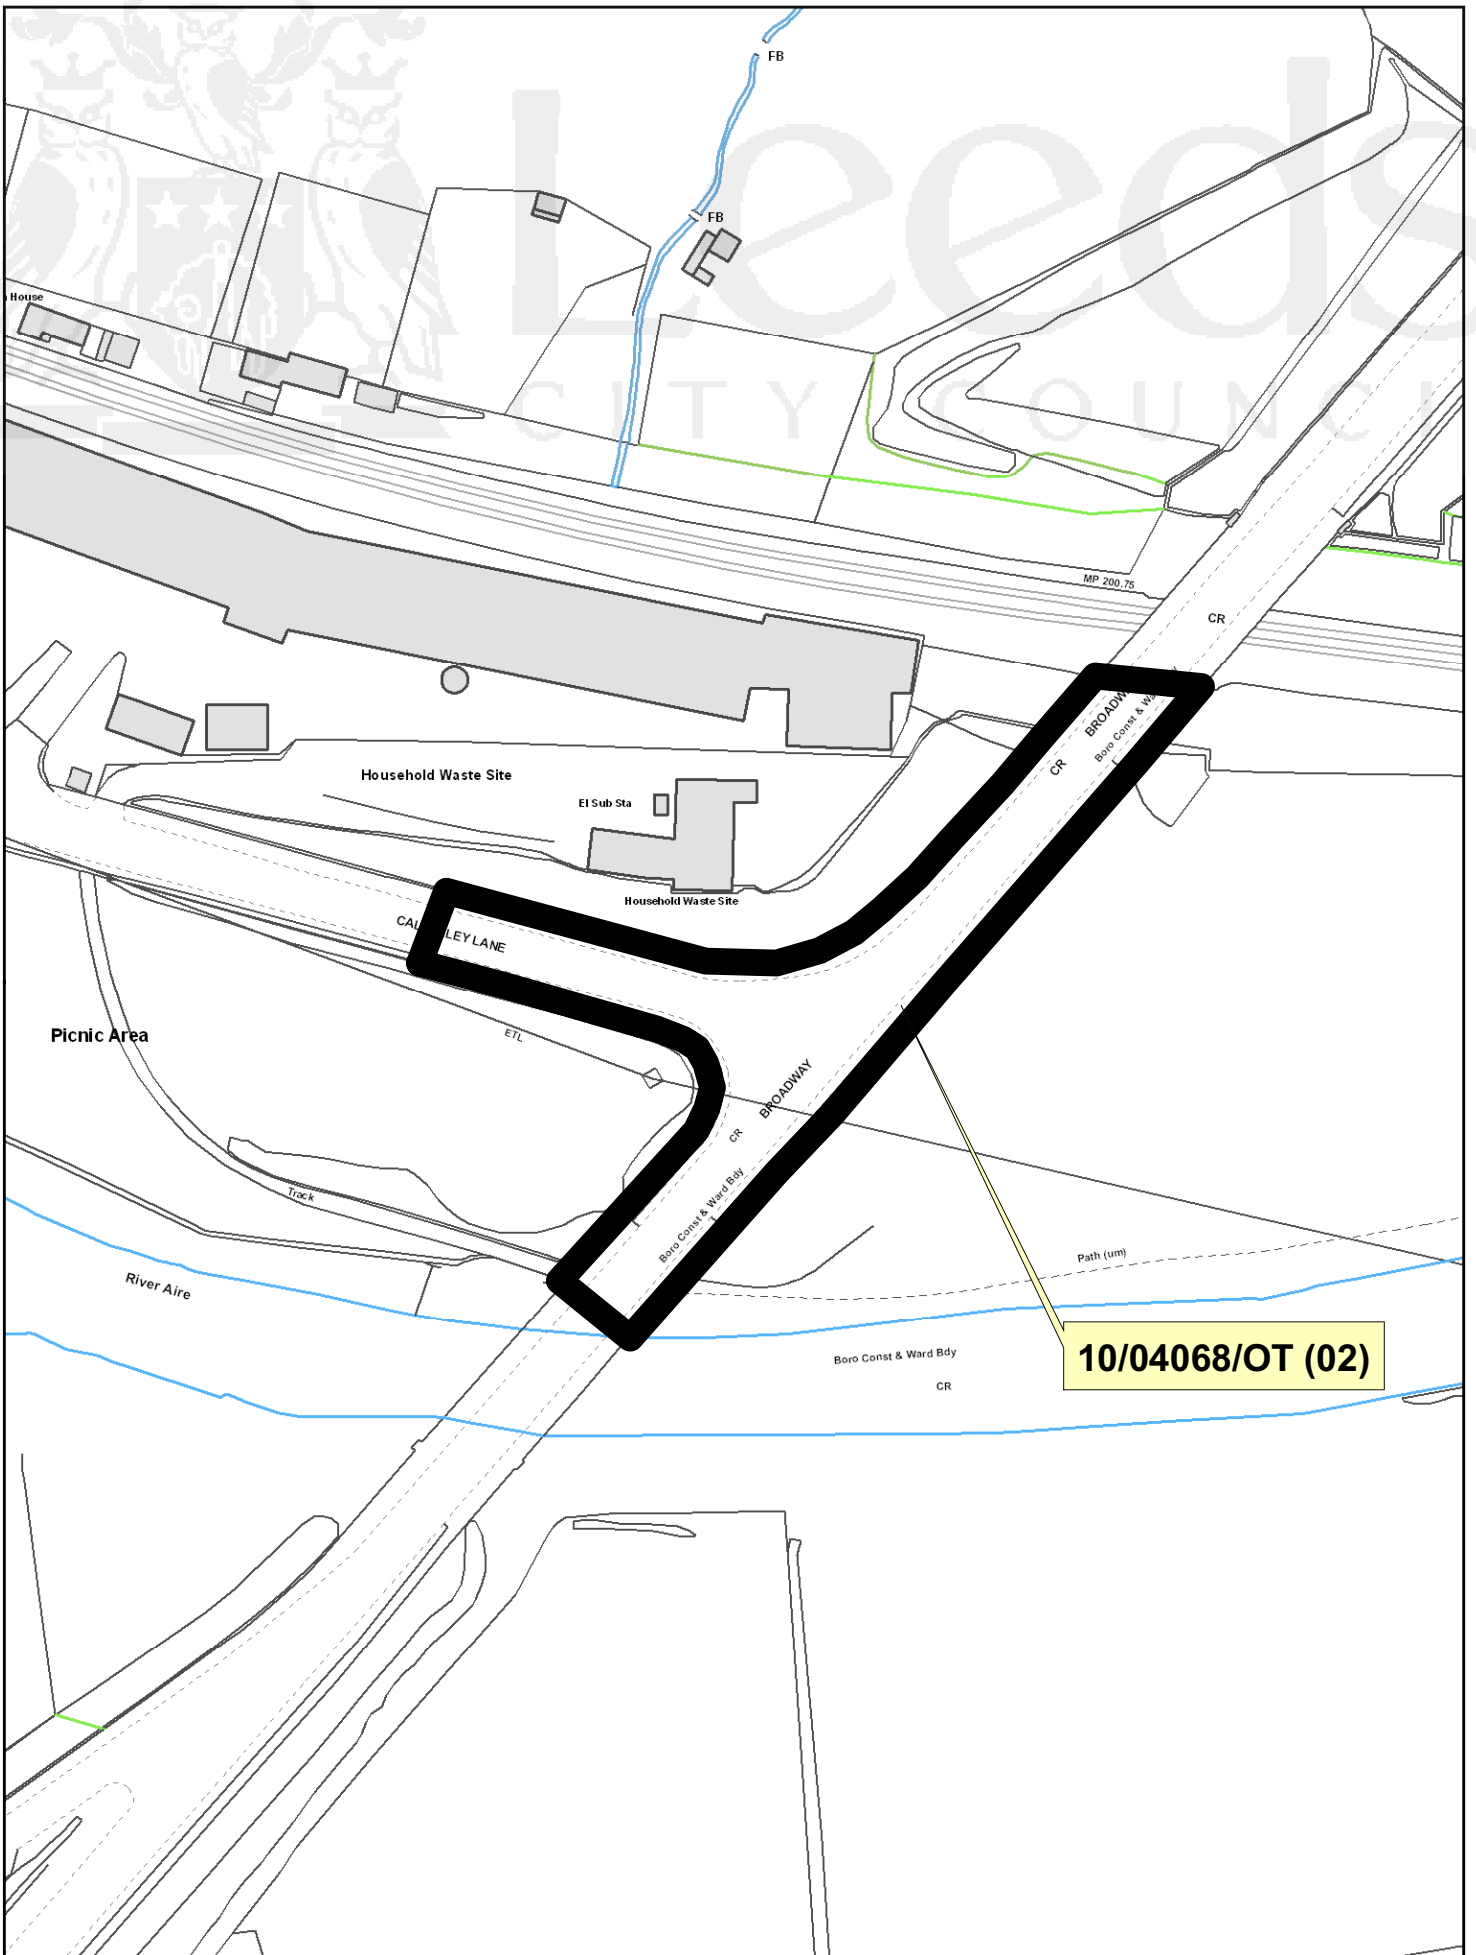 FB
Leeds
FB
House
CITY COUNC
MP 200.75
CR
BROADW
Boro Const & Wa
CR
Household Waste Site
El Sub Sta
Household Waste Site
CAL LEY LANE
Picnic Area
ETL
BROADWAY
CR
Boro Const & Ward Bdy
Track
Path (um)
River Aire
10/04068/OT (02)
Boro Const & Ward Bdy
CR